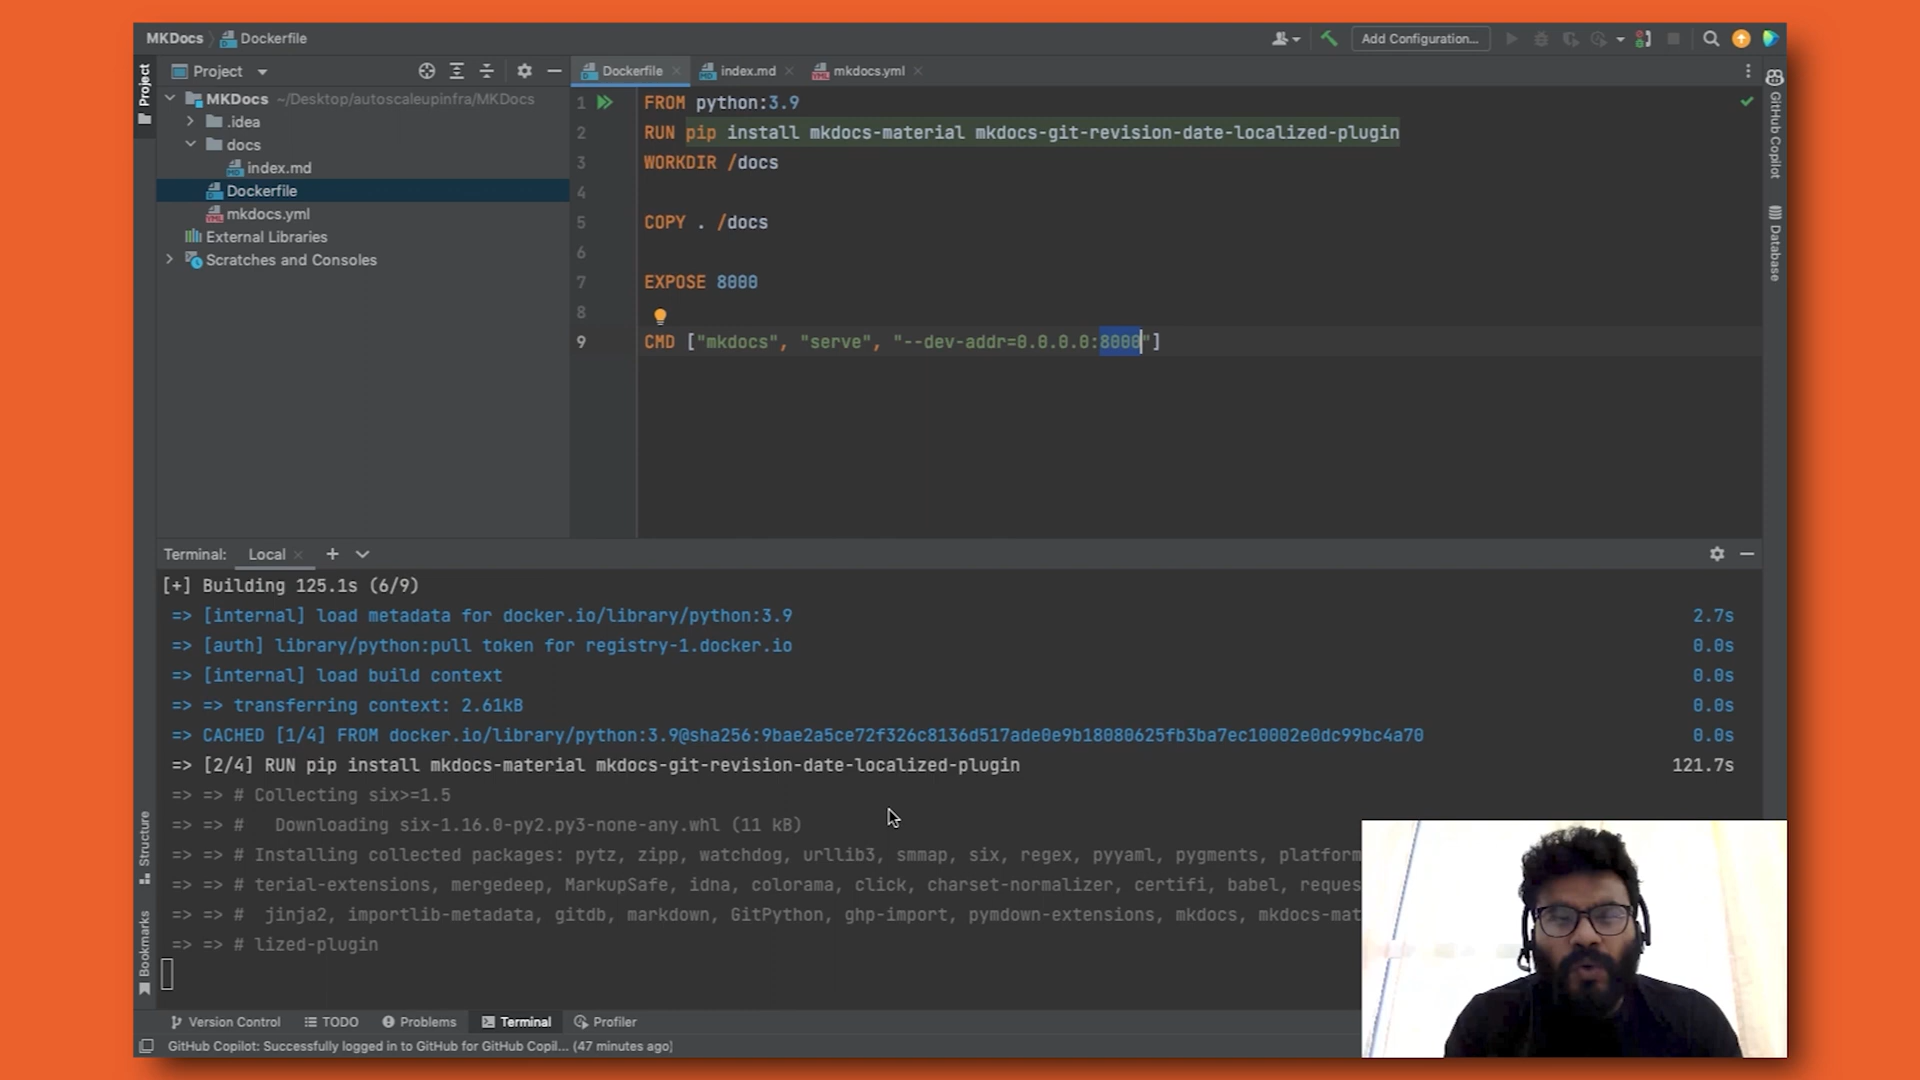 MKDocs Dockerfile
Add Configuration...
Project
Dockerfile
index.md
mkdocs.yml
Project
MKDocs ~/Desktop/autoscaleupinfra/MKDocs
.idea
docs
index.md
Dockerfile
mkdocs.yml
External Libraries
Scratches and Consoles
1 FROM python:3.9
2 RUN pip install mkdocs-material mkdocs-git-revision-date-localized-plugin
3 WORKDIR /docs
4
5 COPY . /docs
6
7 EXPOSE 8000
8
9 CMD ["mkdocs", "serve", "--dev-addr=0.0.0.0:8000"]
GitHub Copilot
Database
Terminal: Local
[+] Building 125.1s (6/9)
=> [internal] load metadata for docker.io/library/python:3.9 2.7s
=> [auth] library/python:pull token for registry-1.docker.io 0.0s
=> [internal] load build context 0.0s
=> => transferring context: 2.61kB 0.0s
=> CACHED [1/4] FROM docker.io/library/python:3.9@sha256:9bae2a5ce72f326c8136d517ade0e9b18080625fb3ba7ec10002e0dc99bc4a70 0.0s
=> [2/4] RUN pip install mkdocs-material mkdocs-git-revision-date-localized-plugin 121.7s
=> => # Collecting six>=1.5
=> => # Downloading six-1.16.0-py2.py3-none-any.whl (11 kB)
=> => # Installing collected packages: pytz, zipp, watchdog, urllib3, smmap, six, regex, pyyaml, pygments, platform
=> => # terial-extensions, mergedeep, MarkupSafe, idna, colorama, click, charset-normalizer, certifi, babel, reques
=> => # jinja2, importlib-metadata, gitdb, markdown, GitPython, ghp-import, pymdown-extensions, mkdocs, mkdocs-mat
=> => # lized-plugin
Structure
Bookmarks
Version Control
TODO
Problems
Terminal
Profiler
GitHub Copilot: Successfully logged in to GitHub for GitHub Copil... (47 minutes ago)